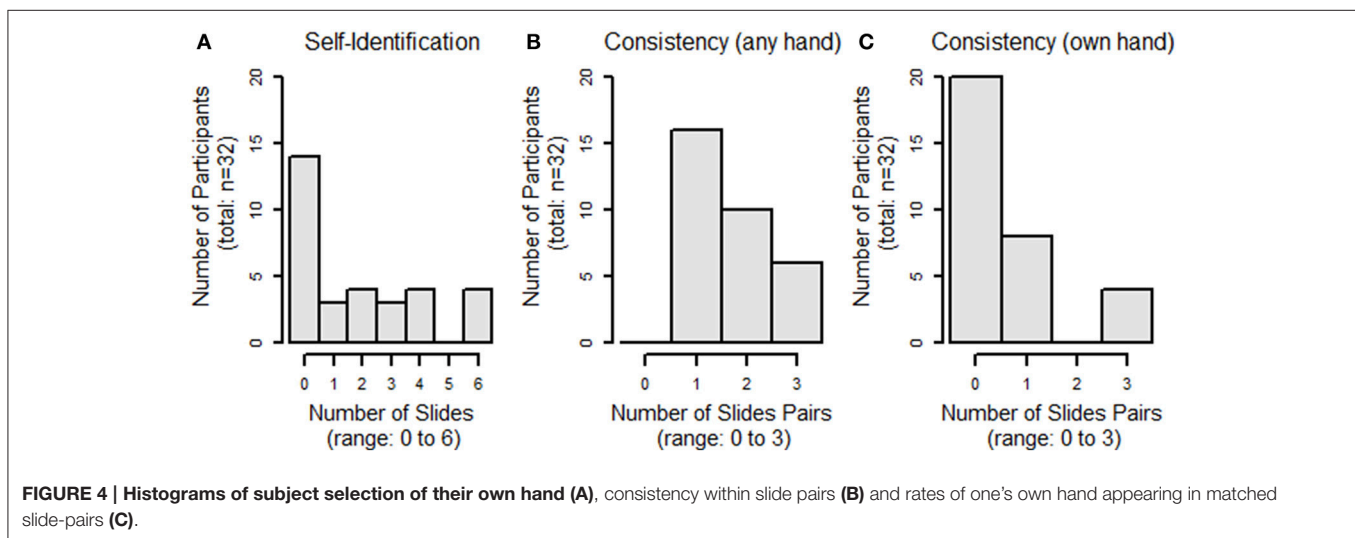 A Self-Identification
Number of Participants
(total: n=32)
0 5 10 15 20
0 1 2 3 4 5 6
Number of Slides
(range: 0 to 6)
B Consistency (any hand)
Number of Participants
(total: n=32)
0 5 10 15 20
0 1 2 3
Number of Slides Pairs
(range: 0 to 3)
C Consistency (own hand)
Number of Participants
(total: n=32)
0 5 10 15 20
0 1 2 3
Number of Slides Pairs
(range: 0 to 3)
FIGURE 4 | Histograms of subject selection of their own hand (A), consistency within slide pairs (B) and rates of one's own hand appearing in matched
slide-pairs (C).